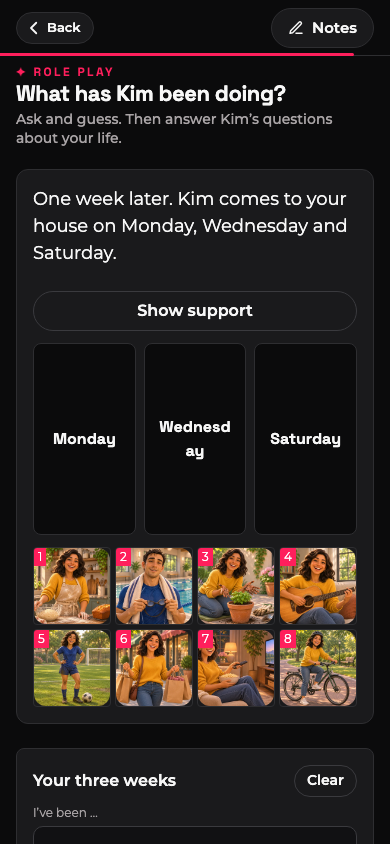 Back
Notes
ROLE PLAY
What has Kim been doing?
Ask and guess. Then answer Kim's questions
about your life.
One week later. Kim comes to your
house on Monday, Wednesday and
Saturday.
Show support
Monday
Wednesd
ay
Saturday
1
2
3
4
5
6
7
8
Your three weeks
Clear
I've been ...